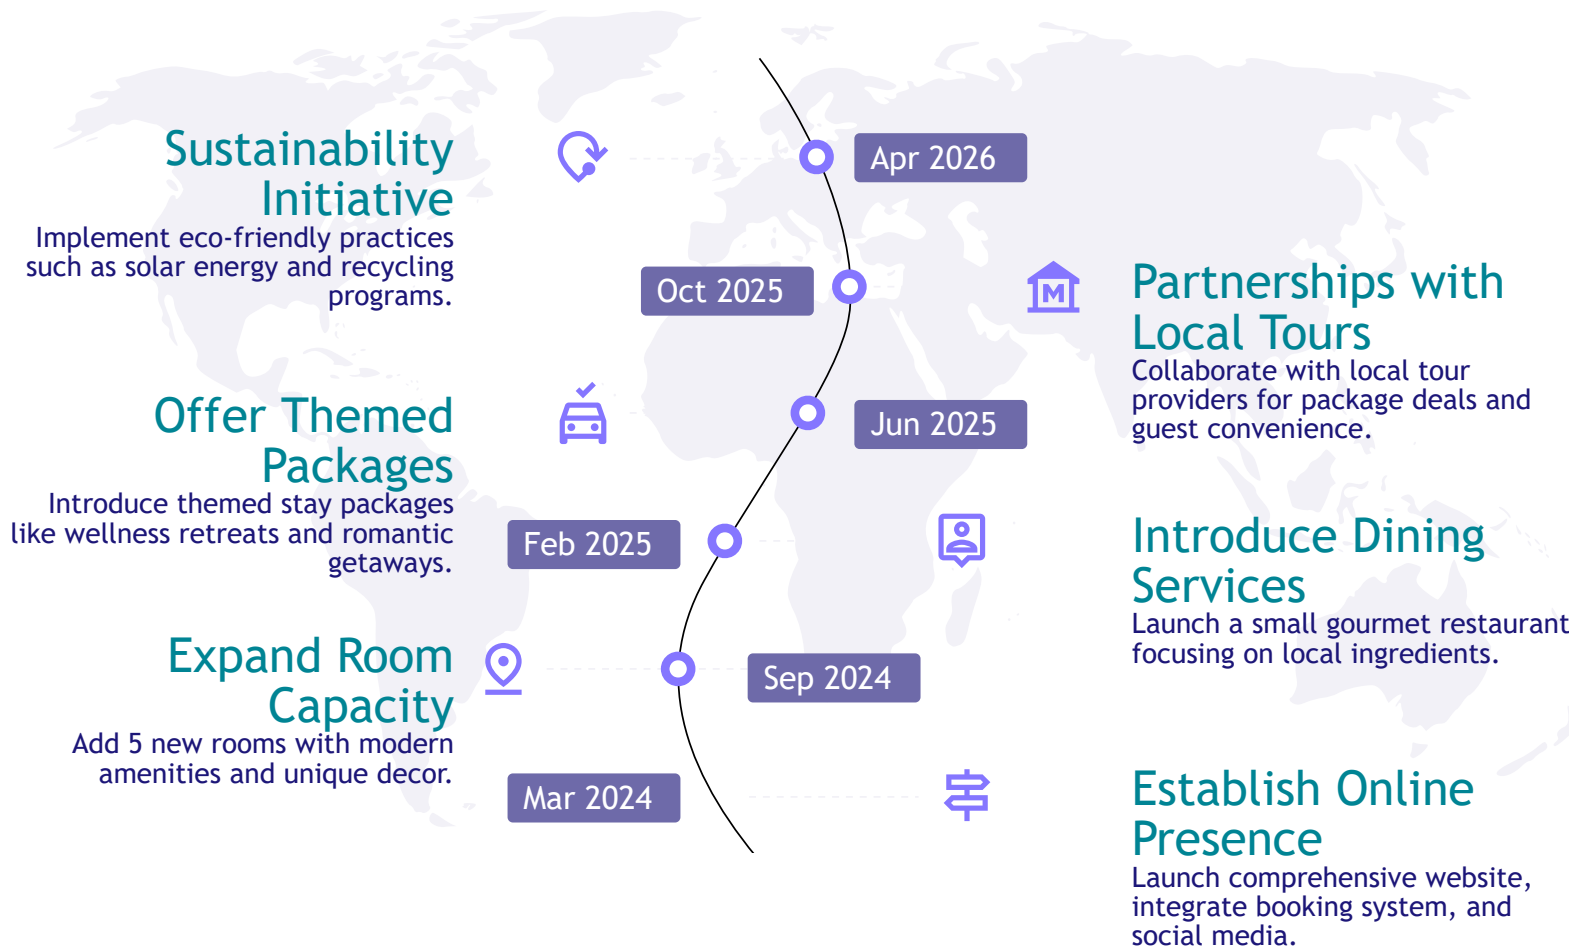 Sustainability
Initiative
Implement eco-friendly practices
such as solar energy and recycling
programs.
Apr 2026
Oct 2025
Partnerships with
Local Tours
Collaborate with local tour
providers for package deals and
guest convenience.
Offer Themed
Packages
Introduce themed stay packages
like wellness retreats and romantic
getaways.
Jun 2025
Feb 2025
Introduce Dining
Services
Launch a small gourmet restaurant
focusing on local ingredients.
Expand Room
Capacity
Add 5 new rooms with modern
amenities and unique decor.
Sep 2024
Mar 2024
Establish Online
Presence
Launch comprehensive website,
integrate booking system, and
social media.